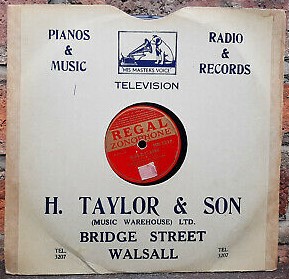 PIANOS
&
MUSIC
"HIS MASTER'S VOICE"
RADIO
&
RECORDS
TELEVISION
REGAL
ZONOPHONE
H. TAYLOR & SON
(MUSIC WAREHOUSE) LTD.
BRIDGE STREET
TEL.
3207
WALSALL
TEL.
3207